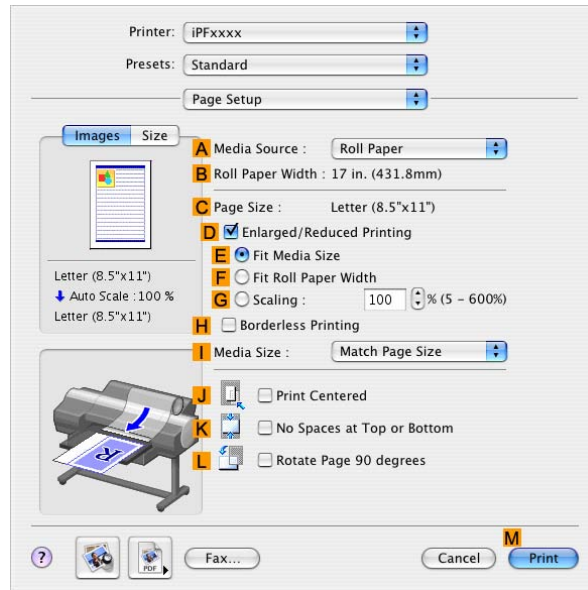 Printer: iPFxxxx
Presets: Standard
Page Setup
Images Size
A Media Source : Roll Paper
B Roll Paper Width : 17 in. (431.8mm)
C Page Size : Letter (8.5"x11")
D Enlarged/Reduced Printing
E Fit Media Size
F Fit Roll Paper Width
G Scaling : 100 % (5 - 600%)
Letter (8.5"x11")
Auto Scale :100 %
Letter (8.5"x11")
H Borderless Printing
I Media Size : Match Page Size
J Print Centered
K No Spaces at Top or Bottom
L Rotate Page 90 degrees
R
M
? PDF Fax... Cancel Print